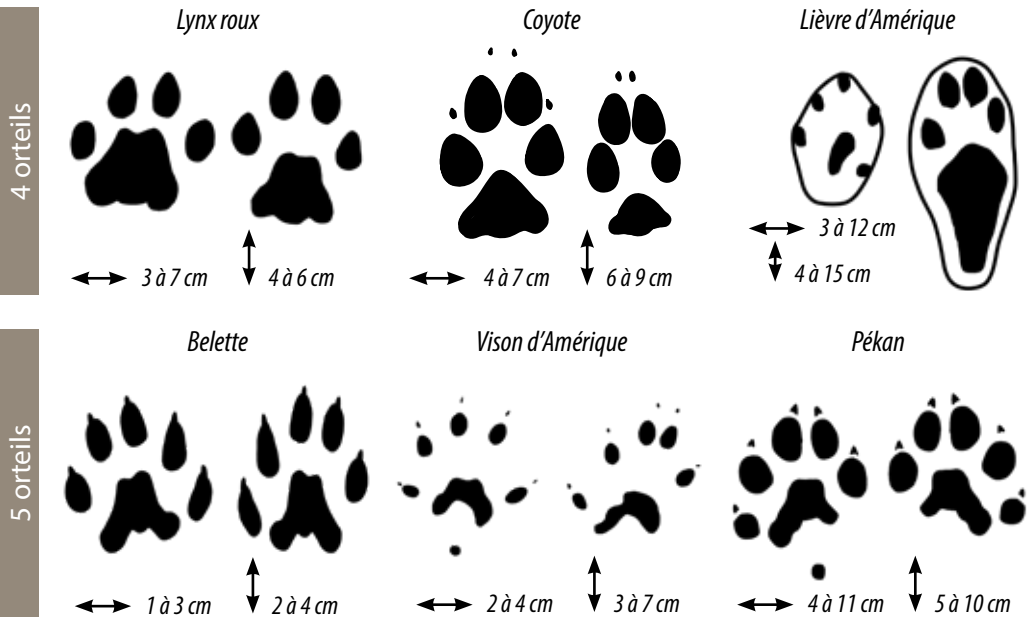 4 orteils
Lynx roux
3 à 7 cm
4 à 6 cm
Coyote
4 à 7 cm
6 à 9 cm
Lièvre d'Amérique
3 à 12 cm
4 à 15 cm
5 orteils
Belette
1 à 3 cm
2 à 4 cm
Vison d'Amérique
2 à 4 cm
3 à 7 cm
Pékan
4 à 11 cm
5 à 10 cm